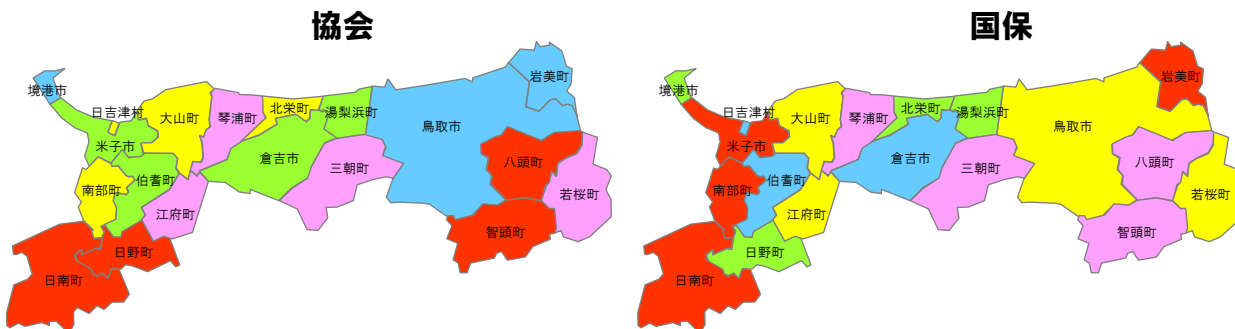 協会
岩美町
境港市
日吉津村
大山町
琴浦町
北栄町
湯梨浜町
鳥取市
米子市
倉吉市
三朝町
八頭町
南部町
伯耆町
若桜町
江府町
智頭町
日野町
日南町
国保
岩美町
境港市
日吉津村
大山町
琴浦町
北栄町
湯梨浜町
鳥取市
米子市
倉吉市
三朝町
八頭町
南部町
伯耆町
若桜町
江府町
智頭町
日野町
日南町